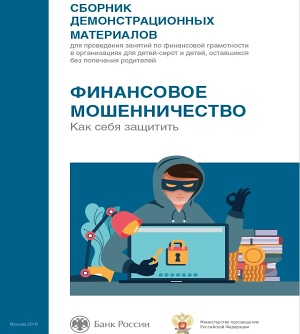 СБОРНИК
ДЕМОНСТРАЦИОННЫХ
МАТЕРИАЛОВ
для проведения занятий по финансовой грамотности
в организациях для детей-сирот и детей, оставшихся
без попечения родителей
ФИНАНСОВОЕ
МОШЕННИЧЕСТВО
Как себя защитить
Москва 2019
Банк России
Министерство просвещения
Российской Федерации